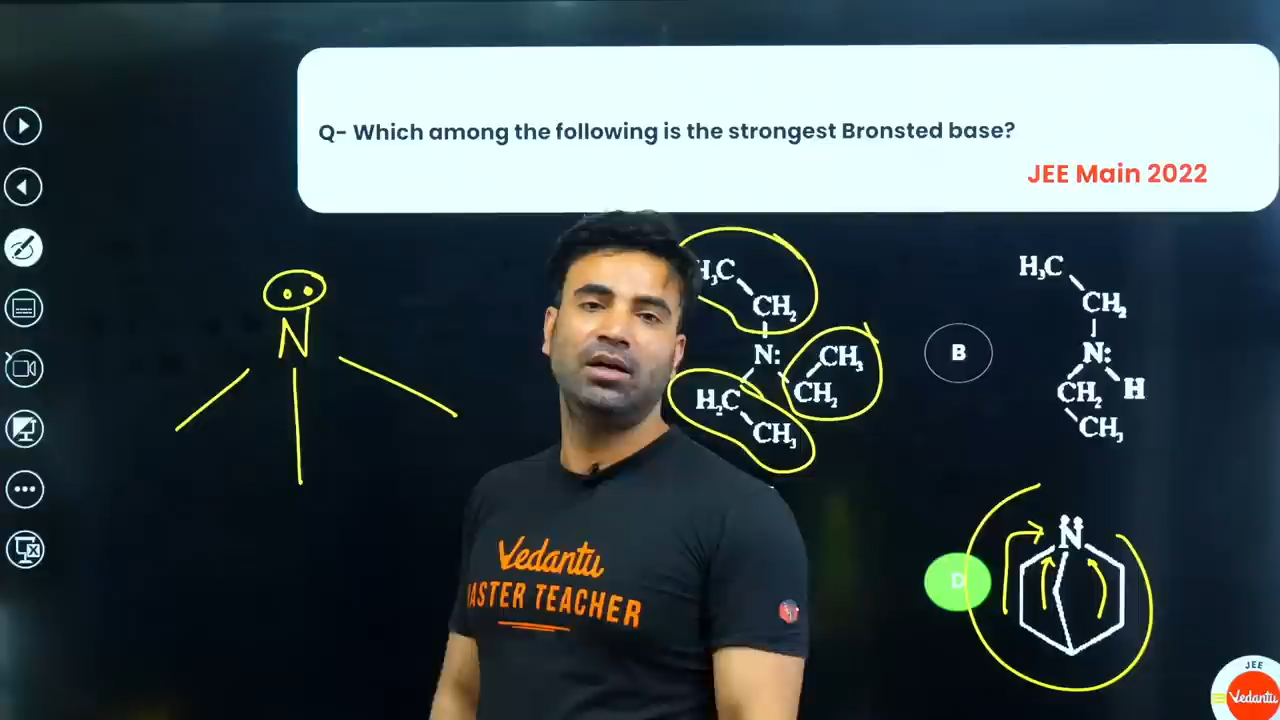 Q- Which among the following is the strongest Bronsted base?
JEE Main 2022
N
H₃C
CH₂
N:
CH₃
CH₂
H₂C
CH₃
B
H₃C
CH₂
N:
CH₂
H
CH₃
D
N
Vedantu
MASTER TEACHER
JEE
Vedantu